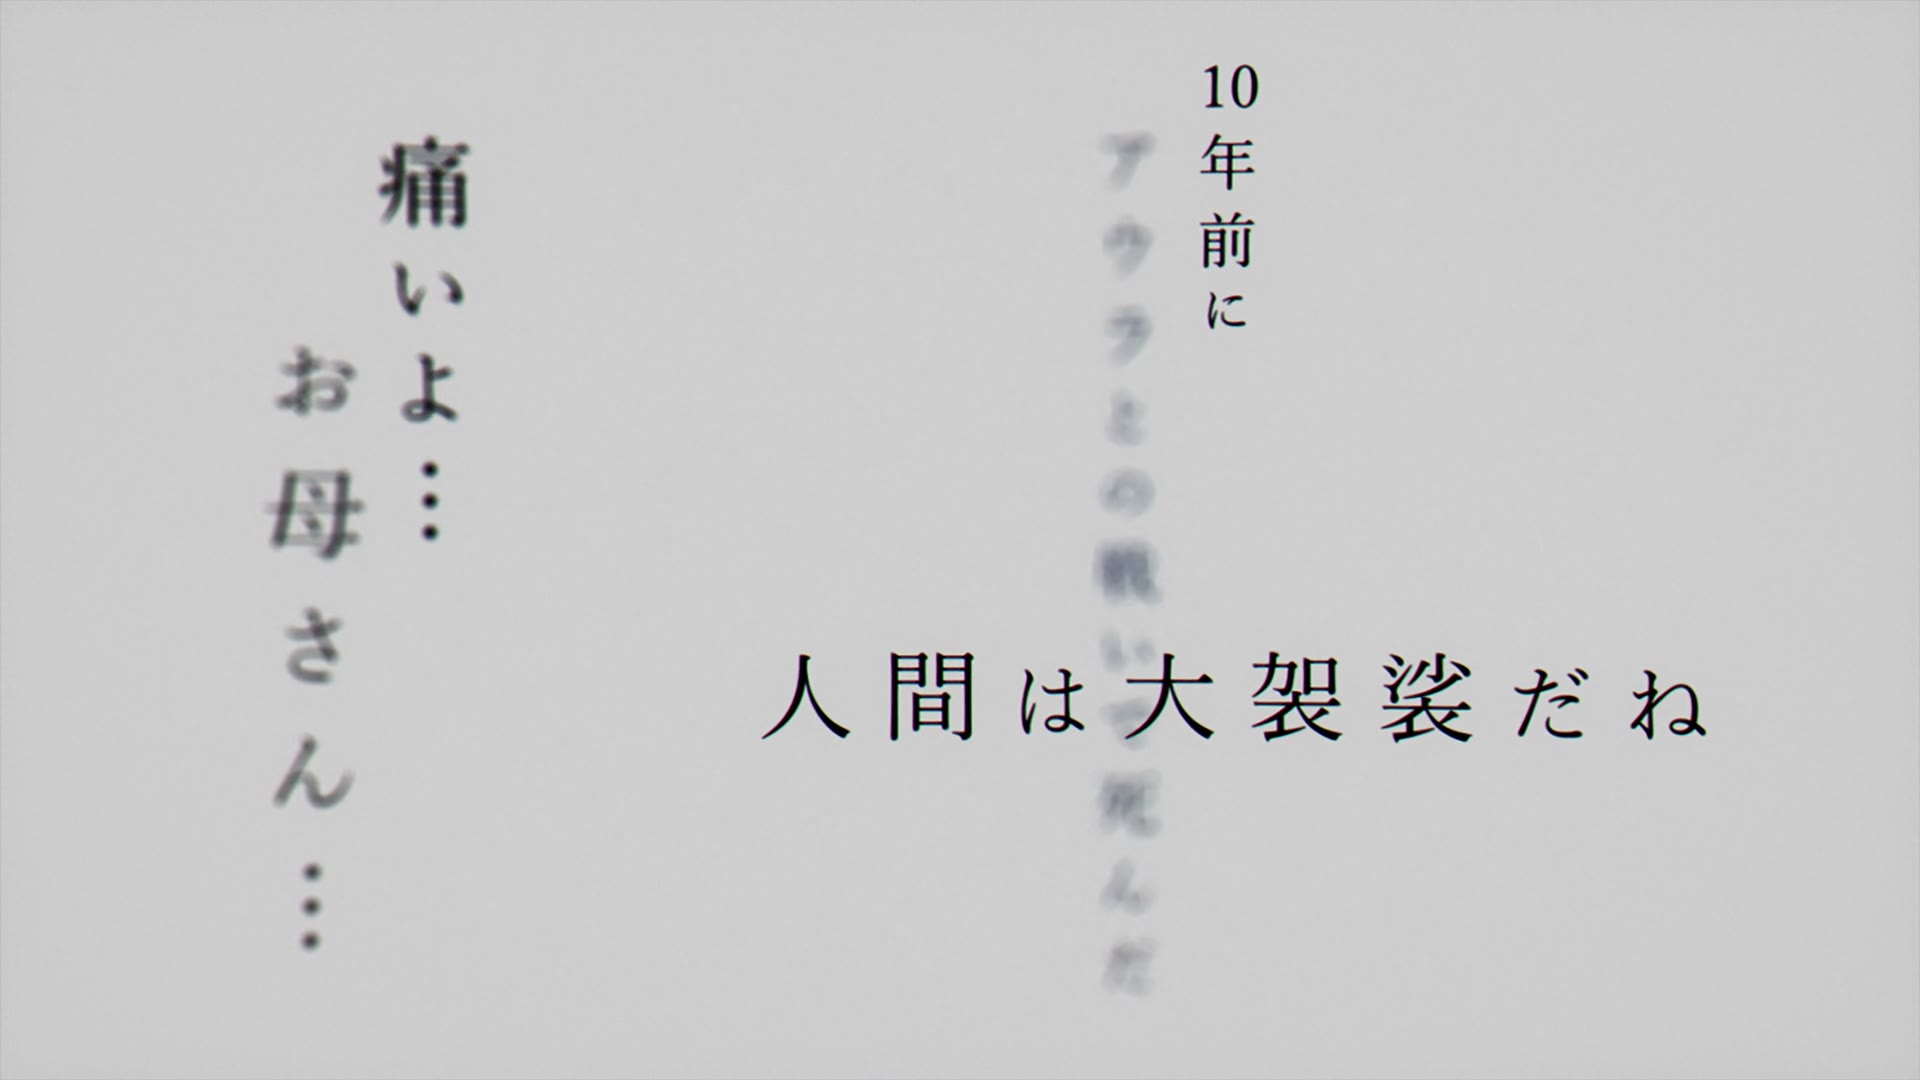 10年前に
アウラとの戦いで死んだ
人間は大袈裟だね
痛いよ…
お母さん…